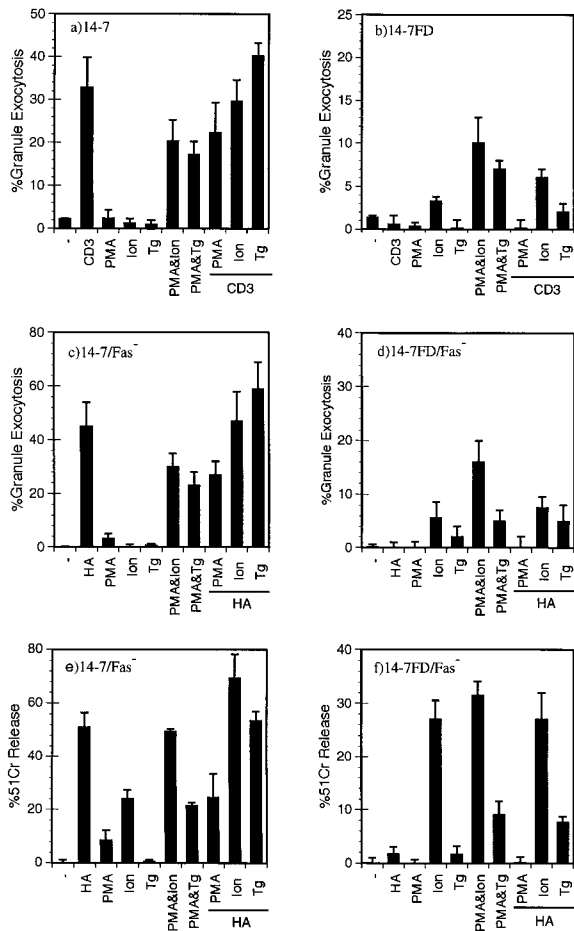 a)14-7
%Granule Exocytosis
50
40
30
20
10
0
- CD3 PMA Ion Tg PMA&Ion PMA&Tg PMA Ion Tg
CD3
b)14-7FD
%Granule Exocytosis
25
20
15
10
5
0
- CD3 PMA Ion Tg PMA&Ion PMA&Tg PMA Ion Tg
CD3
c)14-7/Fas-
%Granule Exocytosis
80
60
40
20
0
- HA PMA Ion Tg PMA&Ion PMA&Tg PMA Ion Tg
HA
d)14-7FD/Fas-
%Granule Exocytosis
40
30
20
10
0
- HA PMA Ion Tg PMA&Ion PMA&Tg PMA Ion Tg
HA
e)14-7/Fas-
%51Cr Release
80
60
40
20
0
- HA PMA Ion Tg PMA&Ion PMA&Tg PMA Ion Tg
HA
f)14-7FD/Fas-
%51Cr Release
40
30
20
10
0
- HA PMA Ion Tg PMA&Ion PMA&Tg PMA Ion Tg
HA